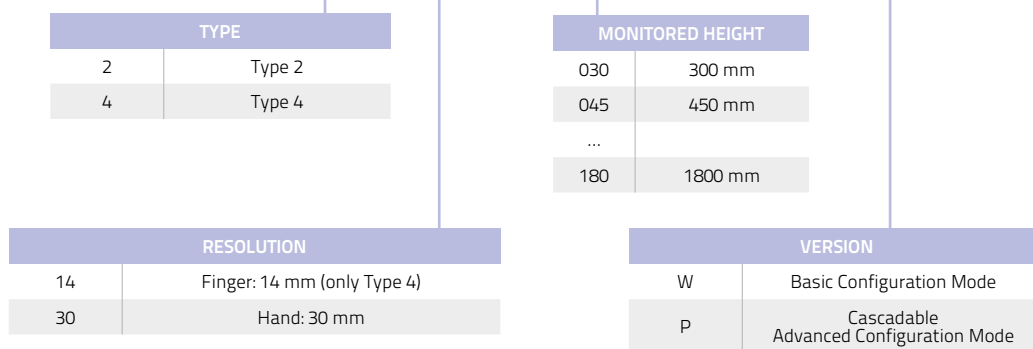 TYPE
2 Type 2
4 Type 4
MONITORED HEIGHT
030 300 mm
045 450 mm
...
180 1800 mm
RESOLUTION
14 Finger: 14 mm (only Type 4)
30 Hand: 30 mm
VERSION
W Basic Configuration Mode
P Cascadable
Advanced Configuration Mode